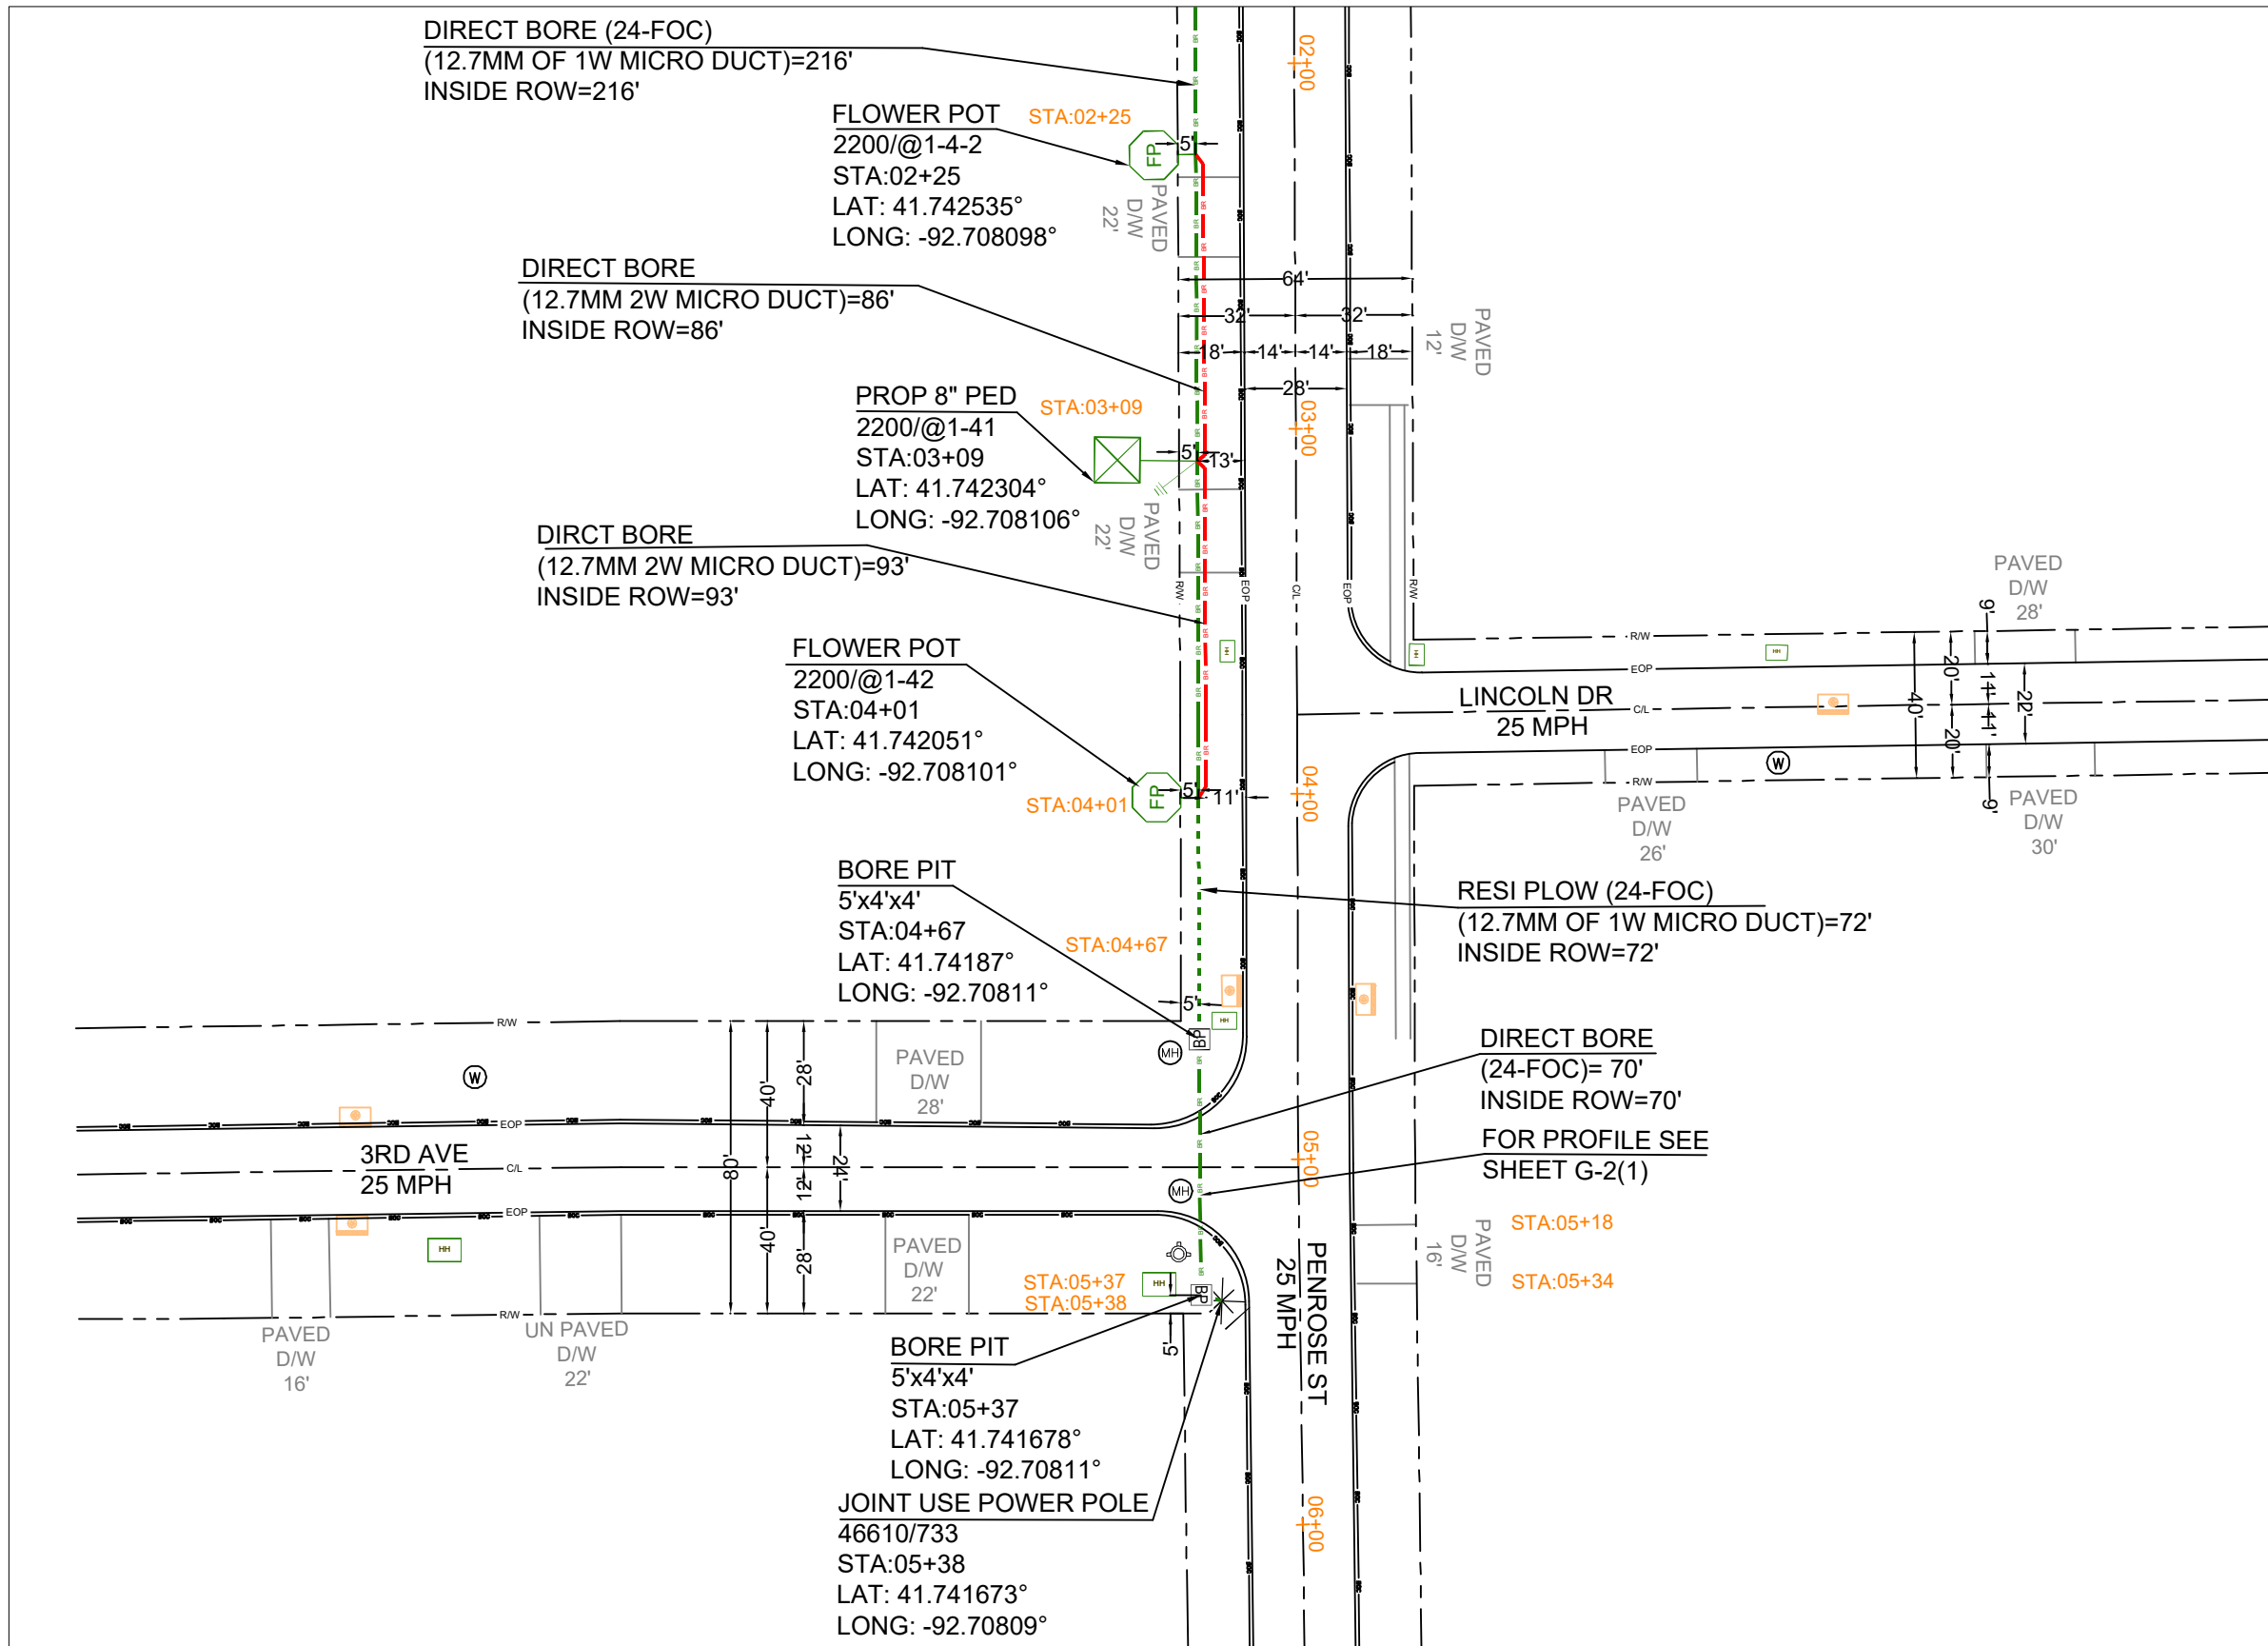 DIRECT BORE (24-FOC)
(12.7MM OF 1W MICRO DUCT)=216'
INSIDE ROW=216'
02+00
FLOWER POT
2200/@1-4-2
STA:02+25
LAT: 41.742535°
LONG: -92.708098°
STA:02+25
FP
5'
PAVED
D/W
22'
DIRECT BORE
(12.7MM 2W MICRO DUCT)=86'
INSIDE ROW=86'
64'
32'
32'
18'
14'
14'
18'
28'
PAVED
D/W
12'
PROP 8" PED
2200/@1-41
STA:03+09
LAT: 41.742304°
LONG: -92.708106°
STA:03+09
5'
13'
03+00
PAVED
D/W
22'
DIRCT BORE
(12.7MM 2W MICRO DUCT)=93'
INSIDE ROW=93'
R/W
EOP
C/L
EOP
R/W
HH
HH
HH
FLOWER POT
2200/@1-42
STA:04+01
LAT: 41.742051°
LONG: -92.708101°
STA:04+01
FP
5'
11'
04+00
PAVED
D/W
28'
R/W
EOP
LINCOLN DR
25 MPH
C/L
EOP
R/W
W
40'
20'
20'
9'
11'
11'
9'
22'
PAVED
D/W
26'
PAVED
D/W
30'
BORE PIT
5'x4'x4'
STA:04+67
LAT: 41.74187°
LONG: -92.70811°
STA:04+67
5'
HH
BP
MH
RESI PLOW (24-FOC)
(12.7MM OF 1W MICRO DUCT)=72'
INSIDE ROW=72'
DIRECT BORE
(24-FOC)= 70'
INSIDE ROW=70'
FOR PROFILE SEE
SHEET G-2(1)
R/W
W
EOP
3RD AVE
25 MPH
C/L
EOP
R/W
HH
80'
40'
40'
28'
12'
12'
28'
24'
PAVED
D/W
28'
PAVED
D/W
22'
PAVED
D/W
16'
UN PAVED
D/W
22'
MH
05+00
PENROSE ST
25 MPH
PAVED
D/W
16'
STA:05+18
STA:05+34
STA:05+37
STA:05+38
HH
BP
5'
BORE PIT
5'x4'x4'
STA:05+37
LAT: 41.741678°
LONG: -92.70811°
JOINT USE POWER POLE
46610/733
STA:05+38
LAT: 41.741673°
LONG: -92.70809°
06+00